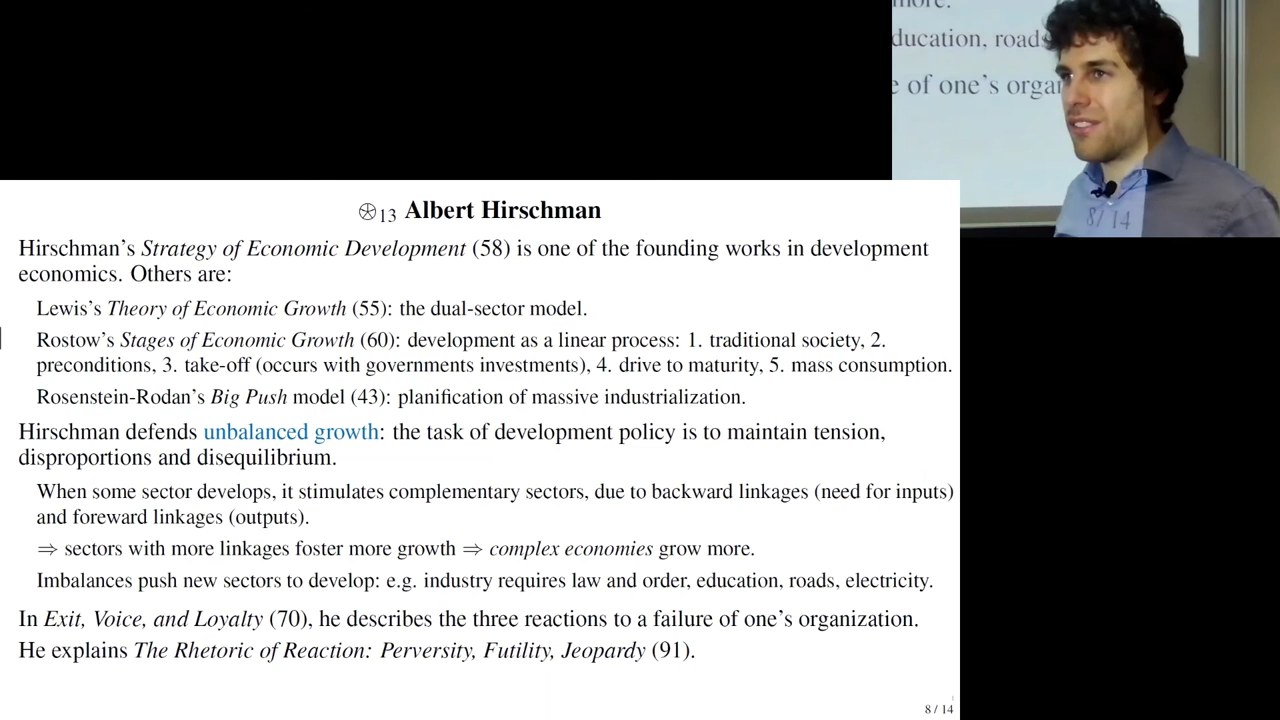 more.
ducation, roads
e of one's orga
8/ 14
⊛13 Albert Hirschman
Hirschman's Strategy of Economic Development (58) is one of the founding works in development
economics. Others are:
Lewis's Theory of Economic Growth (55): the dual-sector model.
Rostow's Stages of Economic Growth (60): development as a linear process: 1. traditional society, 2.
preconditions, 3. take-off (occurs with governments investments), 4. drive to maturity, 5. mass consumption.
Rosenstein-Rodan's Big Push model (43): planification of massive industrialization.
Hirschman defends unbalanced growth: the task of development policy is to maintain tension,
disproportions and disequilibrium.
When some sector develops, it stimulates complementary sectors, due to backward linkages (need for inputs)
and foreward linkages (outputs).
⇒ sectors with more linkages foster more growth ⇒ complex economies grow more.
Imbalances push new sectors to develop: e.g. industry requires law and order, education, roads, electricity.
In Exit, Voice, and Loyalty (70), he describes the three reactions to a failure of one's organization.
He explains The Rhetoric of Reaction: Perversity, Futility, Jeopardy (91).
8 / 14